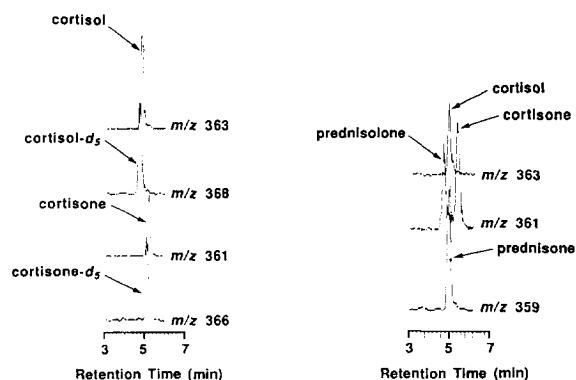 cortisol
m/z 363
cortisol-d5
m/z 368
cortisone
m/z 361
cortisone-d5
m/z 366
3 5 7
Retention Time (min)
cortisol
cortisone
prednisolone
m/z 363
m/z 361
prednisone
m/z 359
3 5 7
Retention Time (min)